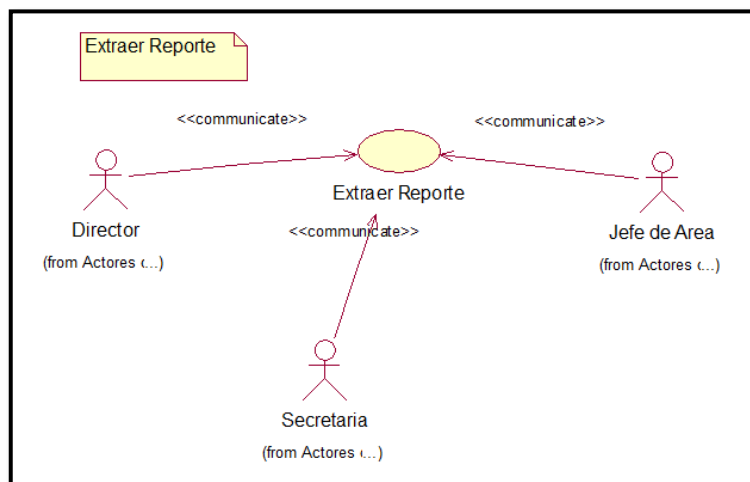 Extraer Reporte
<<communicate>>
<<communicate>>
Extraer Reporte
Director
(from Actores ...)
<<communicate>>
Jefe de Area
(from Actores ...)
Secretaria
(from Actores ...)